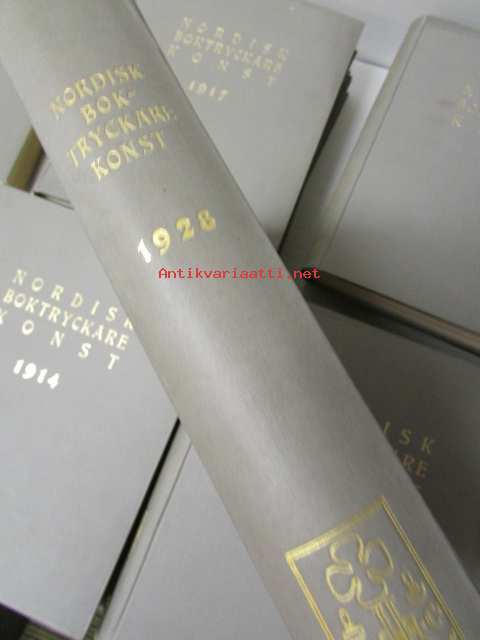 NORDISK
BOKTRYCKARE
KONST
1917
NORDISK
BOK-
TRYCKARE
KONST
1928
Antikvariaatti.net
NORDISK
BOKTRYCKARE
KONST
1914